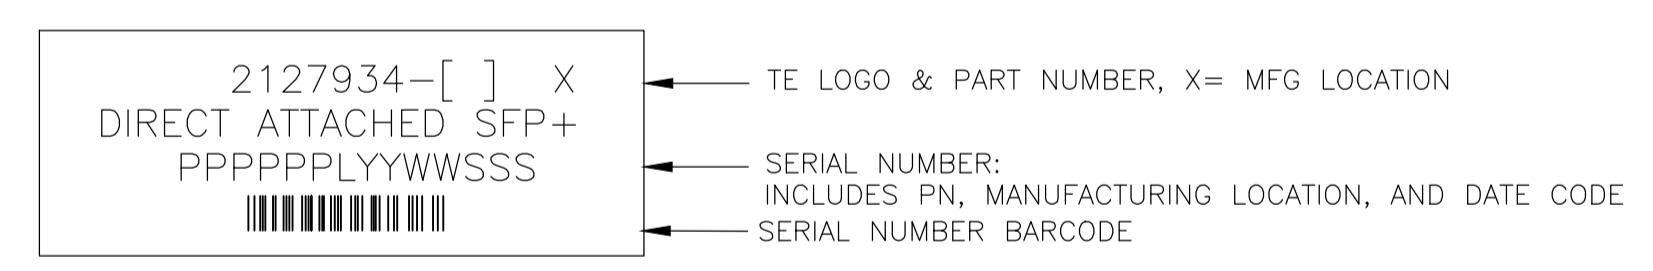 2127934-[ ] X
TE LOGO & PART NUMBER, X= MFG LOCATION
DIRECT ATTACHED SFP+
PPPPPPLYYWWSSS
SERIAL NUMBER:
INCLUDES PN, MANUFACTURING LOCATION, AND DATE CODE
SERIAL NUMBER BARCODE